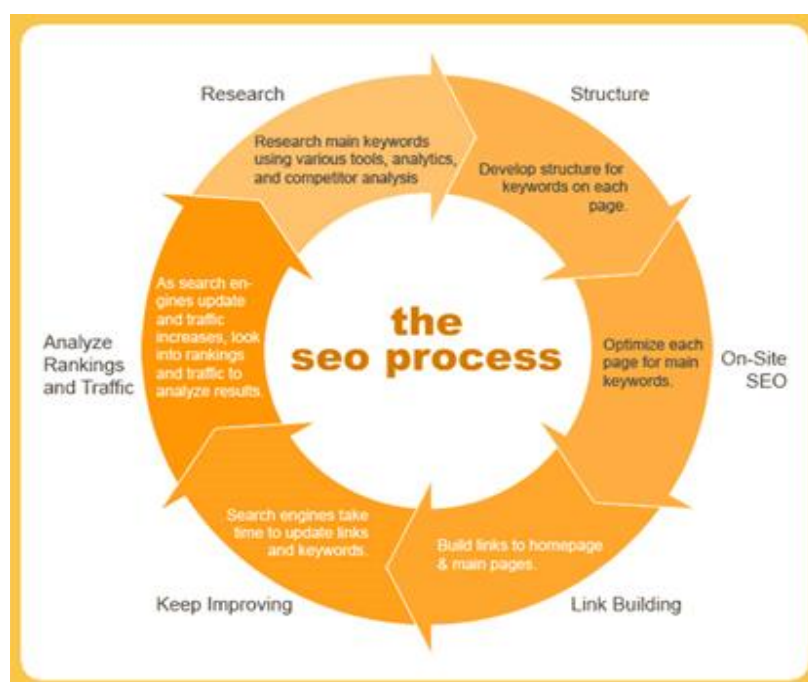 Research
Research main keywords
using various tools, analytics,
and competitor analysis
Structure
Develop structure for
keywords on each
page.
On-Site
SEO
Optimize each
page for main
keywords.
Link Building
Build links to homepage
& main pages.
Keep Improving
Search engines take
time to update links
and keywords.
Analyze
Rankings
and Traffic
As search en-
gines update
and traffic
increases, look
into rankings
and traffic to
analyze results.
the
seo process